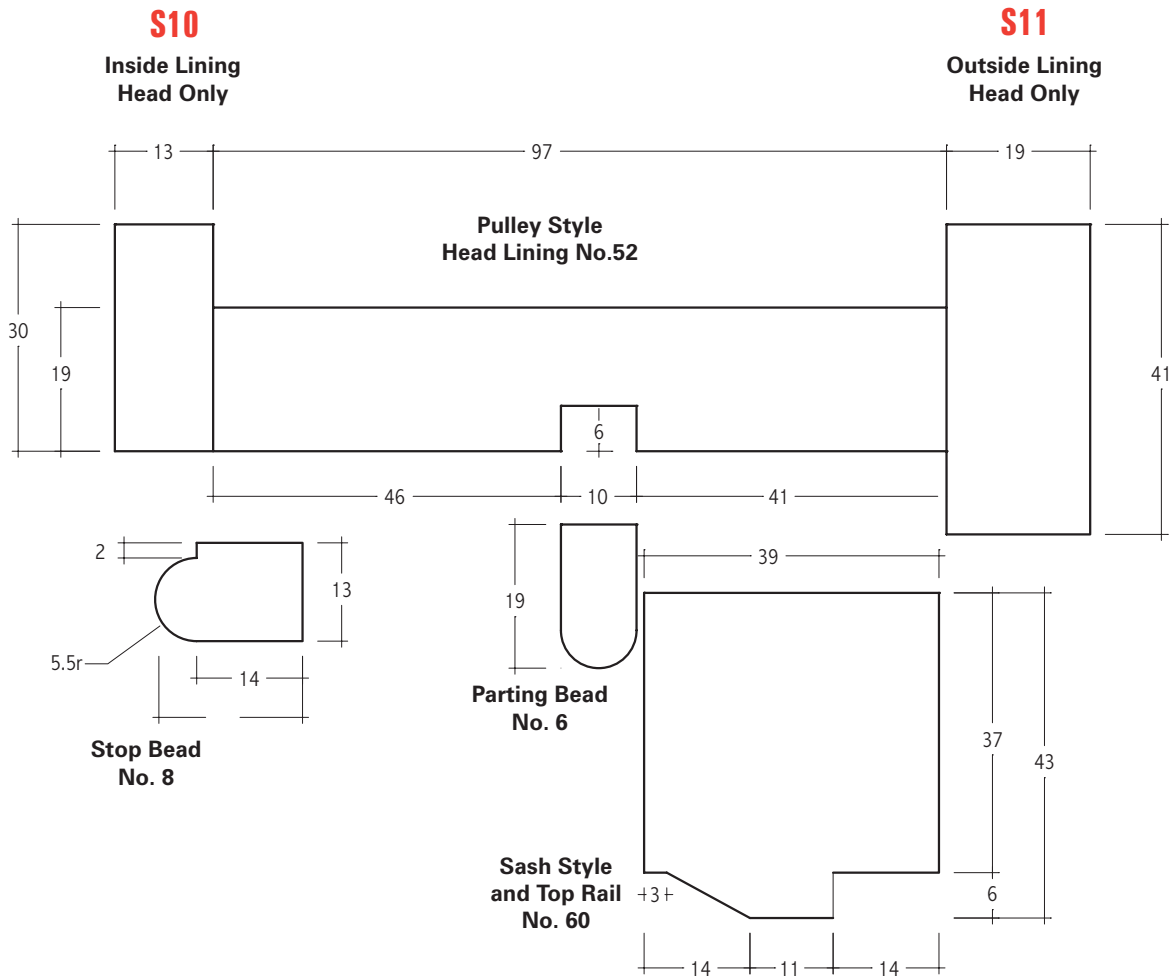 S10
Inside Lining
Head Only
S11
Outside Lining
Head Only
13
97
19
Pulley Style
Head Lining No.52
30
19
41
6
46
10
41
2
13
39
19
5.5r
14
Parting Bead
No. 6
Stop Bead
No. 8
37
43
Sash Style
and Top Rail
No. 60
3
6
14
11
14